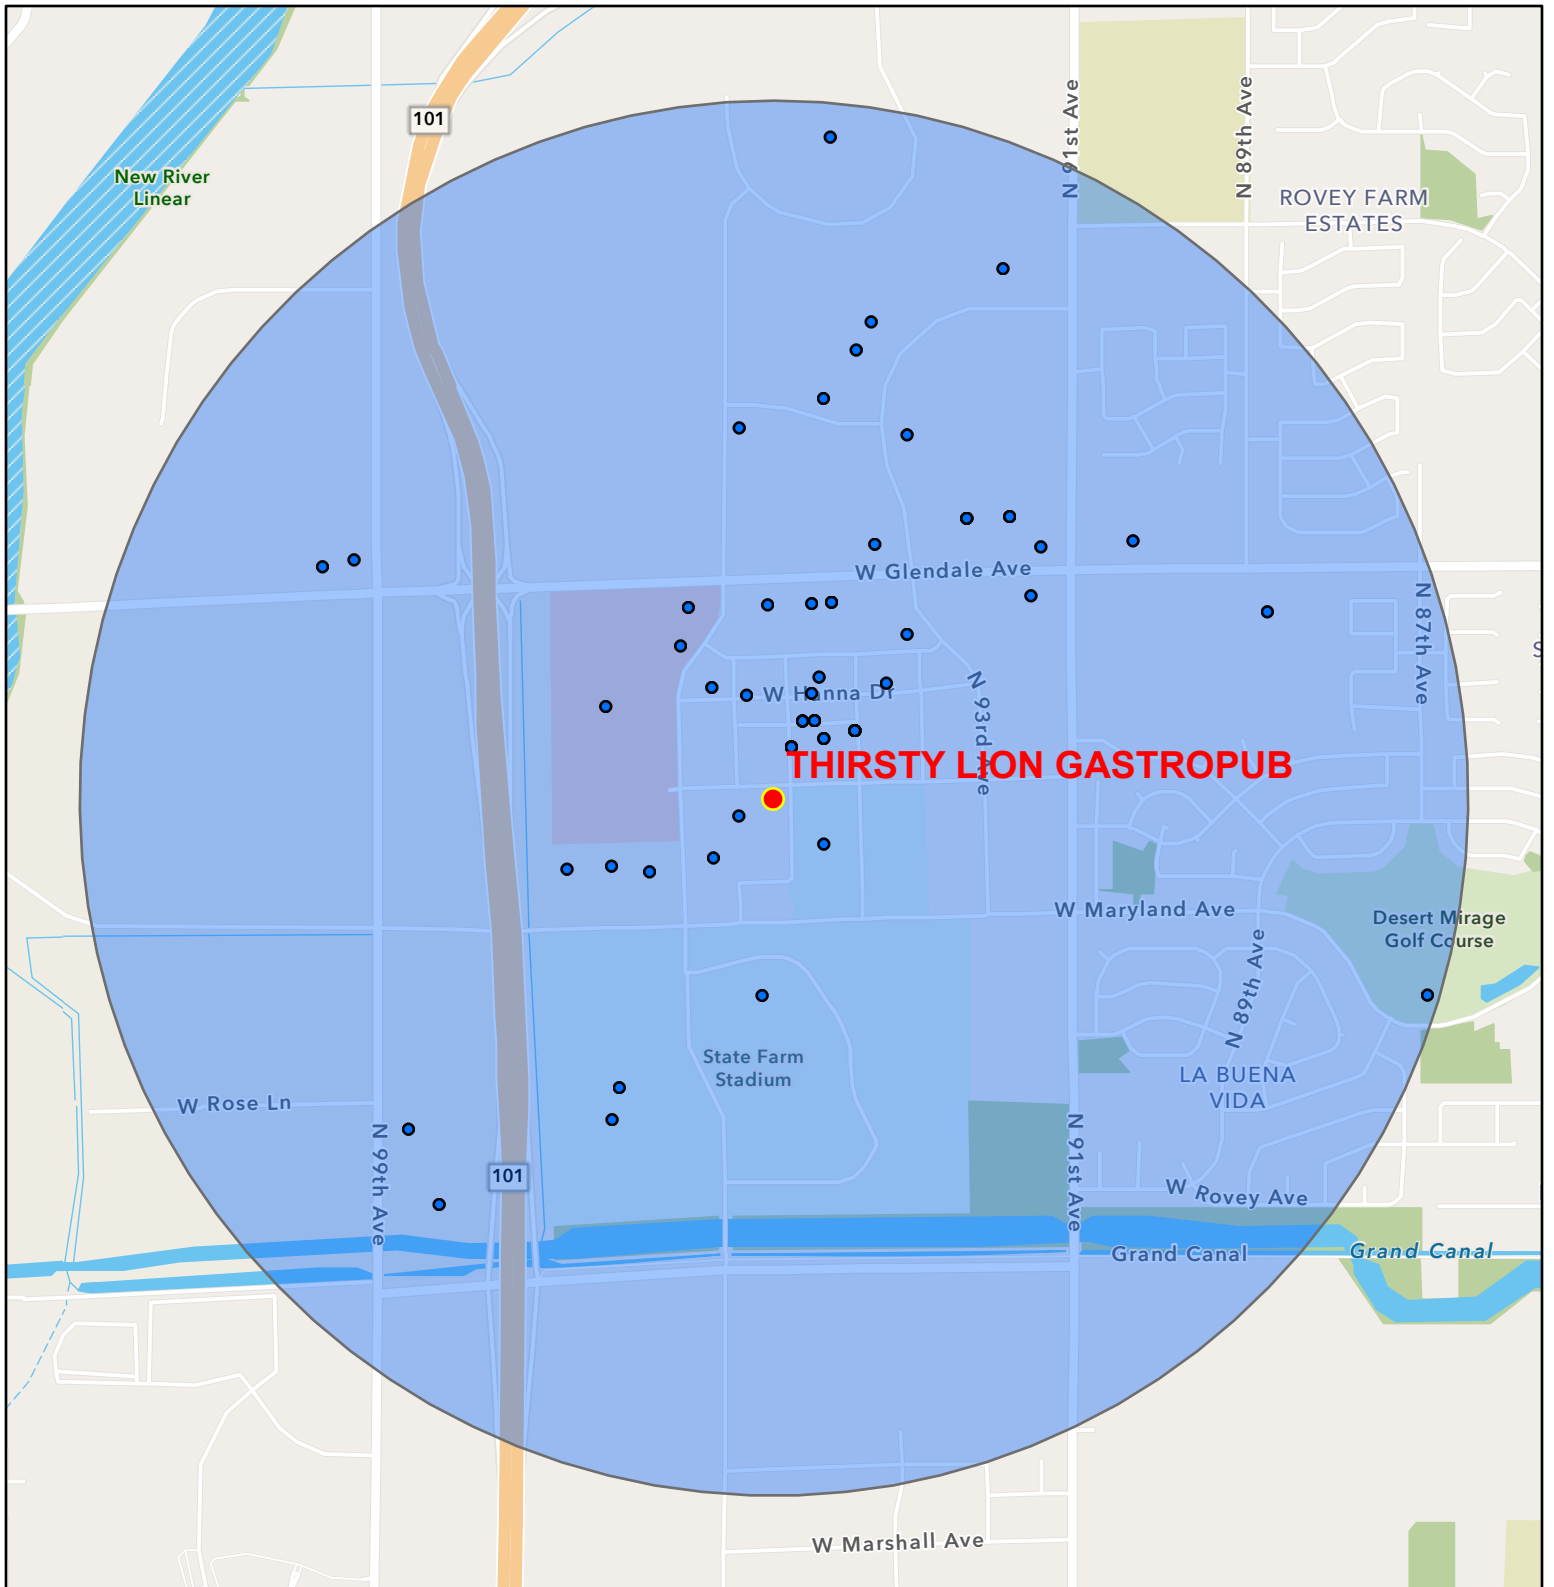 101
N 91st Ave
N 89th Ave
New River
Linear
ROVEY FARM
ESTATES
W Glendale Ave
N 87th Ave
S
W Hanna Dr
N 93rd Ave
THIRSTY LION GASTROPUB
W Maryland Ave
Desert Mirage
Golf Course
N 89th Ave
State Farm
Stadium
LA BUENA
VIDA
W Rose Ln
N 99th Ave
N 91st Ave
101
W Rovey Ave
Grand Canal
Grand Canal
W Marshall Ave